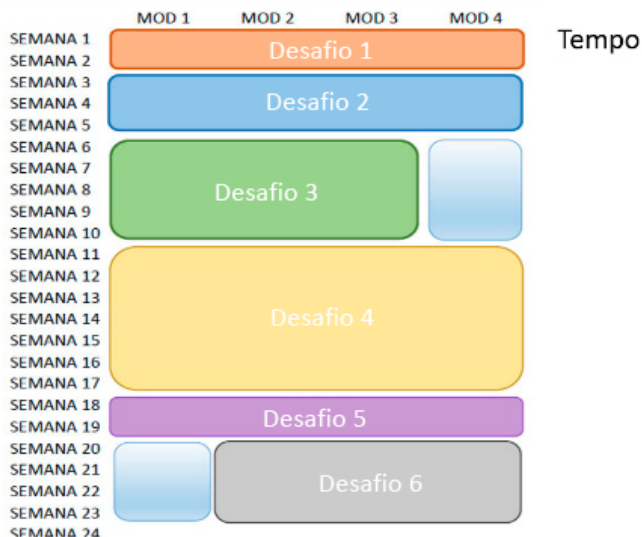 MOD 1 MOD 2 MOD 3 MOD 4
Tempo
SEMANA 1
Desafio 1
SEMANA 2
SEMANA 3
SEMANA 4
Desafio 2
SEMANA 5
SEMANA 6
SEMANA 7
SEMANA 8
Desafio 3
SEMANA 9
SEMANA 10
SEMANA 11
SEMANA 12
SEMANA 13
SEMANA 14
Desafio 4
SEMANA 15
SEMANA 16
SEMANA 17
SEMANA 18
Desafio 5
SEMANA 19
SEMANA 20
SEMANA 21
SEMANA 22
Desafio 6
SEMANA 23
SEMANA 24